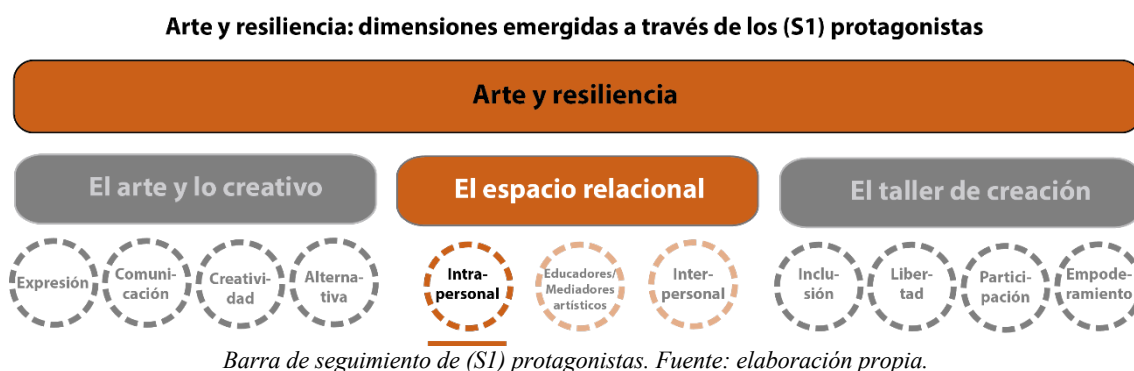 Arte y resiliencia: dimensiones emergidas a través de los (S1) protagonistas
Arte y resiliencia
El arte y lo creativo
El espacio relacional
El taller de creación
Expresión
Comuni-
cación
Creativi-
dad
Alterna-
tiva
Intra-
personal
Educadores/
Mediadores
artísticos
Inter-
personal
Inclu-
sión
Liber-
tad
Partici-
pación
Empode-
ramiento
Barra de seguimiento de (S1) protagonistas. Fuente: elaboración propia.